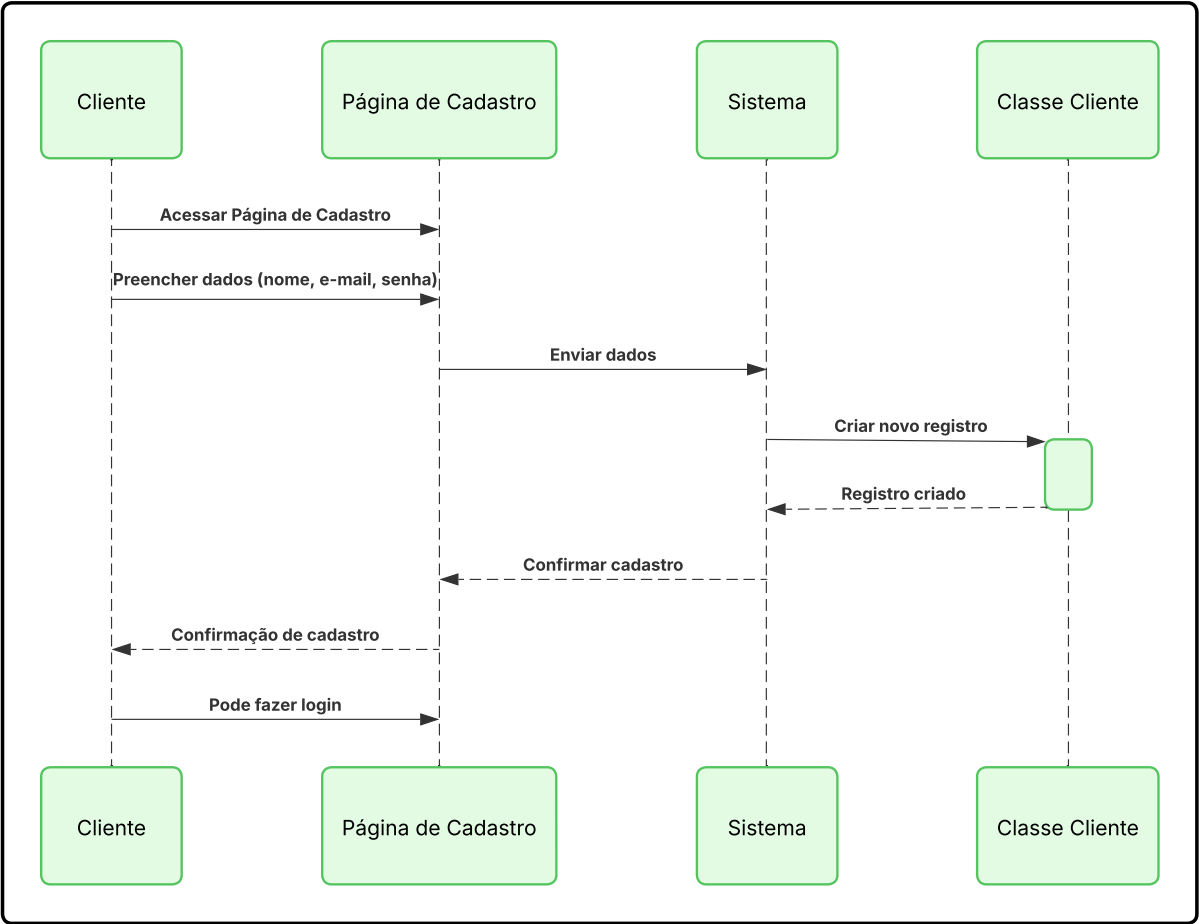 Cliente
Página de Cadastro
Sistema
Classe Cliente
Acessar Página de Cadastro
Preencher dados (nome, e-mail, senha)
Enviar dados
Criar novo registro
Registro criado
Confirmar cadastro
Confirmação de cadastro
Pode fazer login
Cliente
Página de Cadastro
Sistema
Classe Cliente